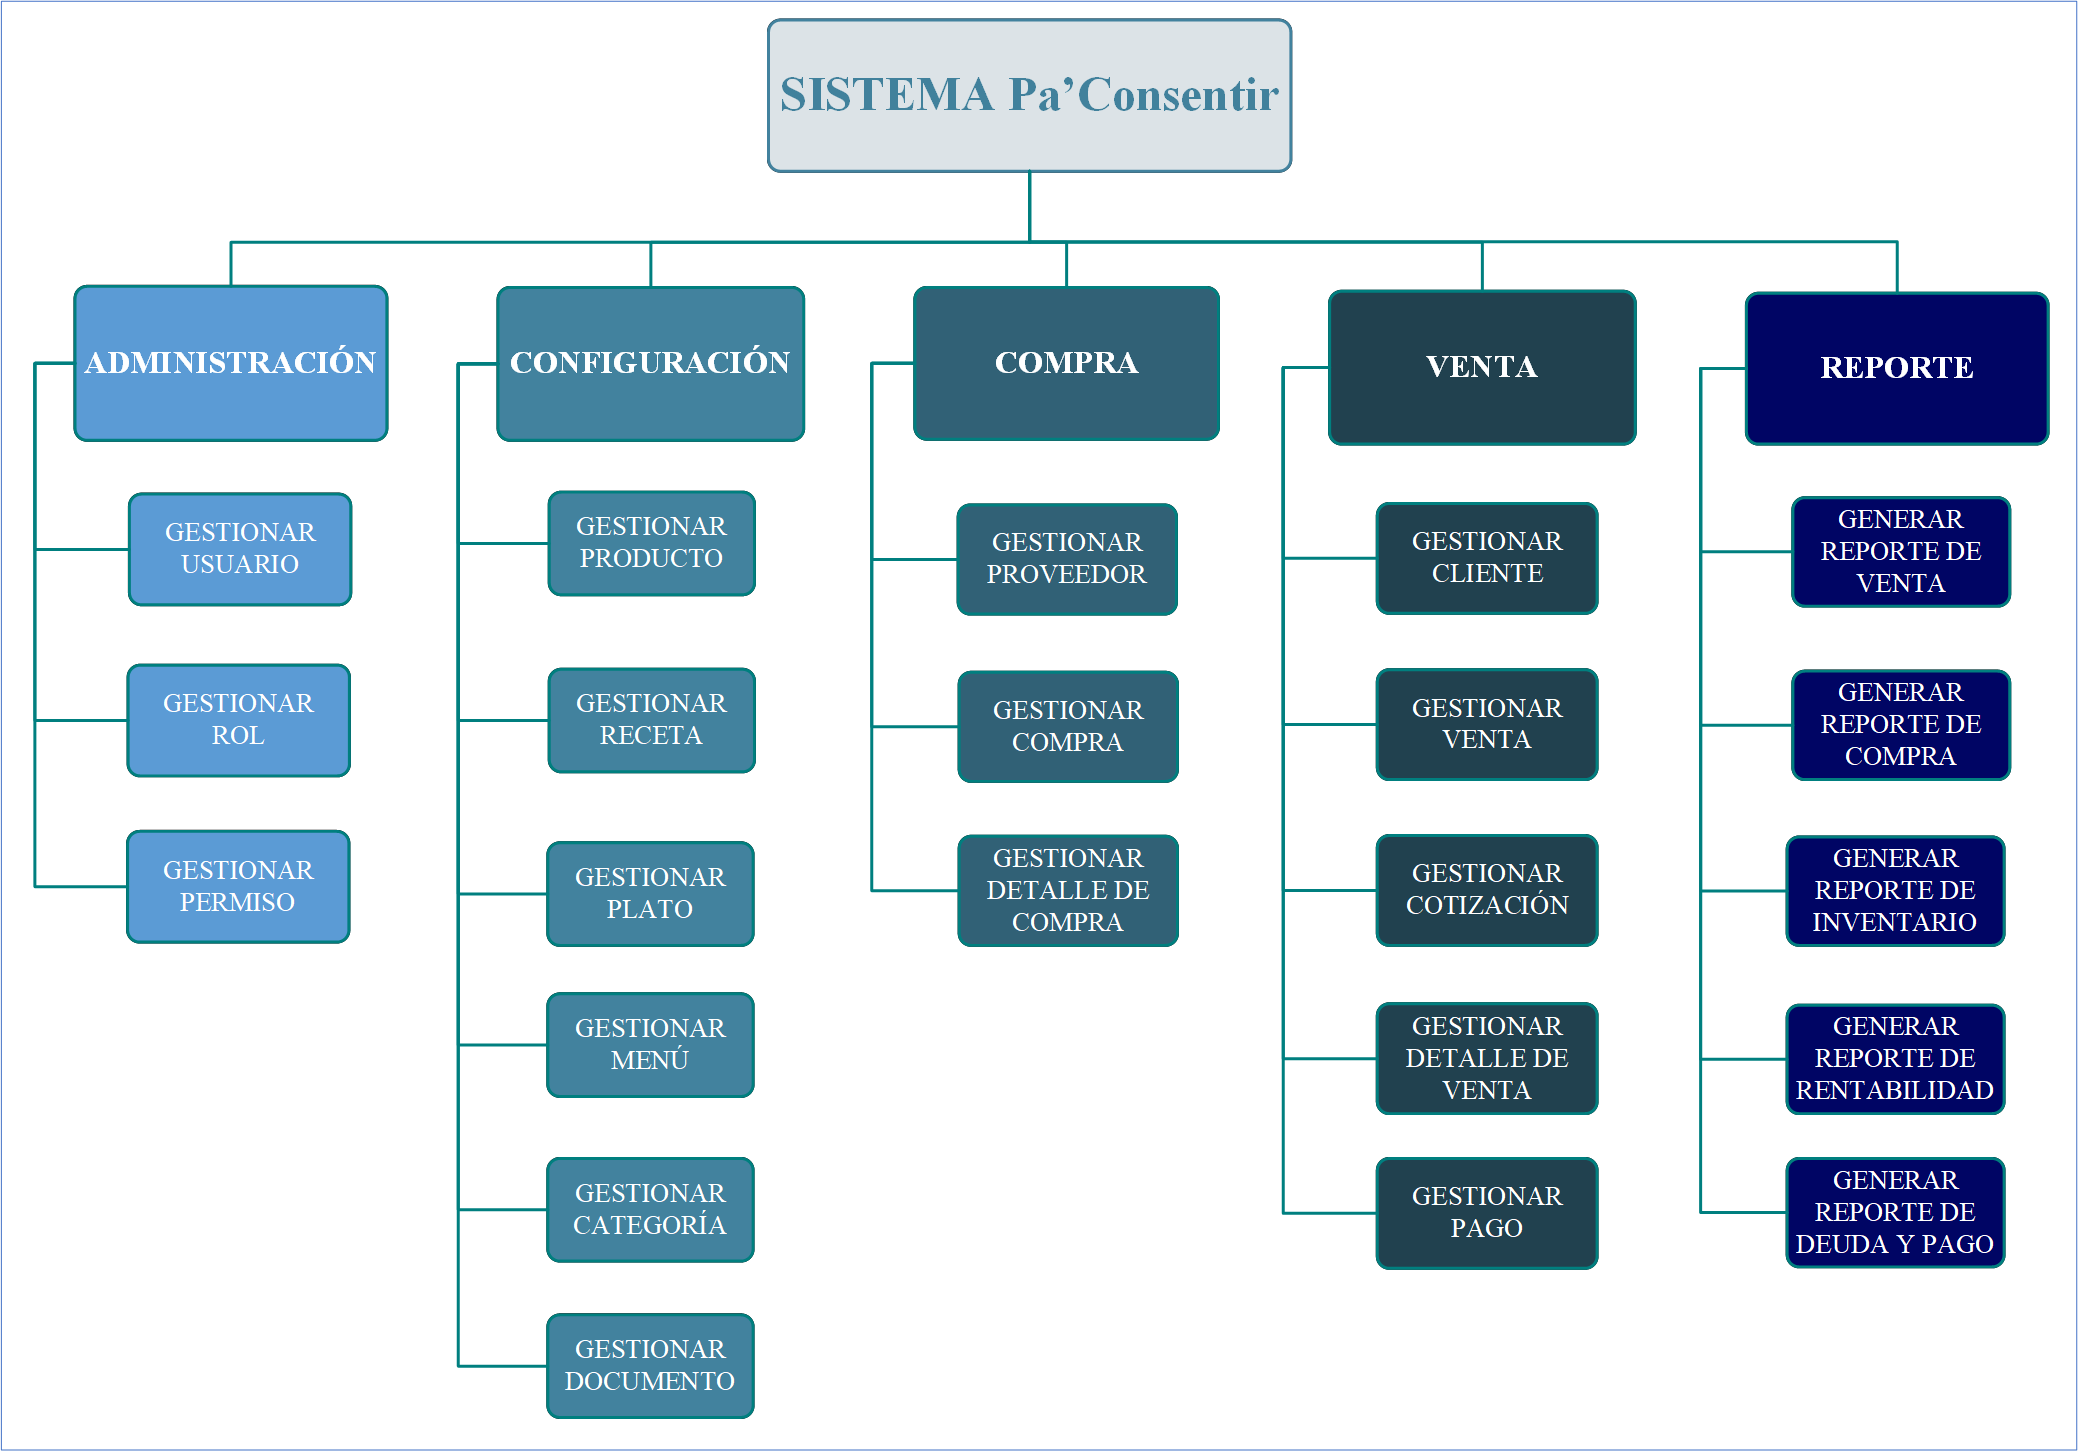 SISTEMA Pa’Consentir
ADMINISTRACIÓN
GESTIONAR
USUARIO
GESTIONAR
ROL
GESTIONAR
PERMISO
CONFIGURACIÓN
GESTIONAR
PRODUCTO
GESTIONAR
RECETA
GESTIONAR
PLATO
GESTIONAR
MENÚ
GESTIONAR
CATEGORÍA
GESTIONAR
DOCUMENTO
COMPRA
GESTIONAR
PROVEEDOR
GESTIONAR
COMPRA
GESTIONAR
DETALLE DE
COMPRA
VENTA
GESTIONAR
CLIENTE
GESTIONAR
VENTA
GESTIONAR
COTIZACIÓN
GESTIONAR
DETALLE DE
VENTA
GESTIONAR
PAGO
REPORTE
GENERAR
REPORTE DE
VENTA
GENERAR
REPORTE DE
COMPRA
GENERAR
REPORTE DE
INVENTARIO
GENERAR
REPORTE DE
RENTABILIDAD
GENERAR
REPORTE DE
DEUDA Y PAGO